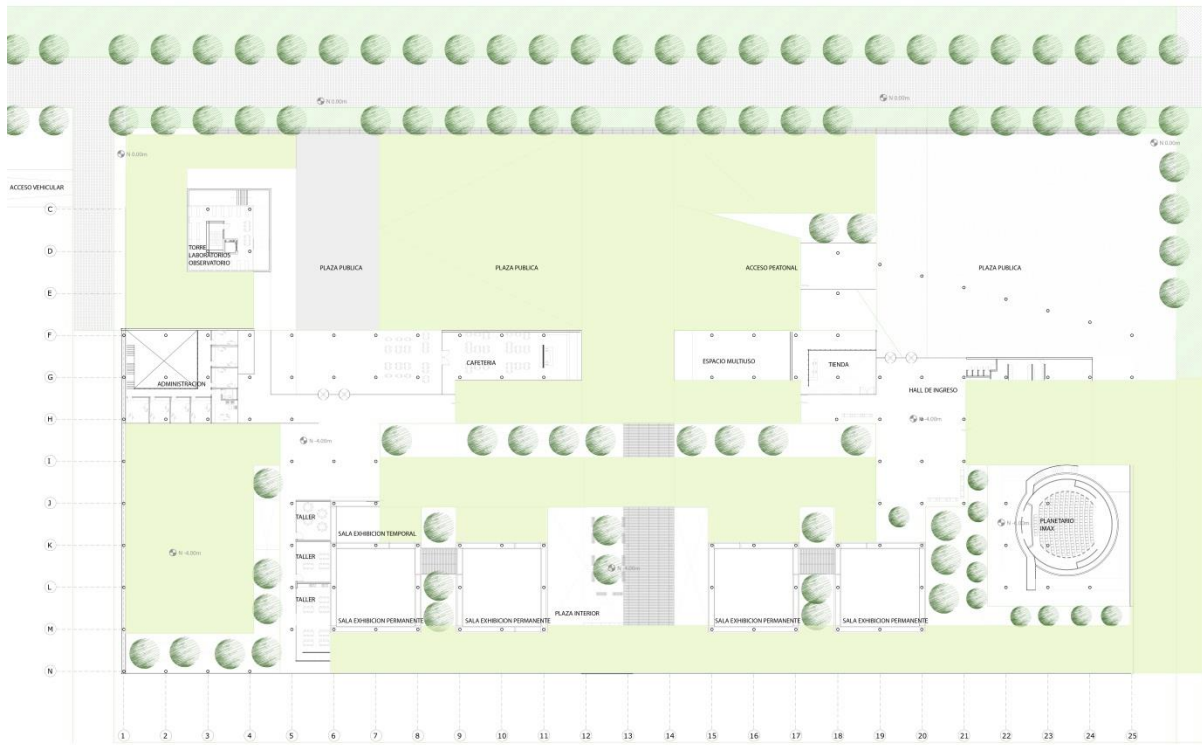 N 0.00m
N 0.00m
N 0.00m
N 0.00m
ACCESO VEHICULAR
C
TORRE
LABORATORIOS
OBSERVATORIO
D
PLAZA PUBLICA
PLAZA PUBLICA
ACCESO PEATONAL
PLAZA PUBLICA
E
F
CAFETERIA
ESPACIO MULTIUSO
TIENDA
G
ADMINISTRACION
HALL DE INGRESO
H
N -4.00m
N -4.00m
I
J
TALLER
PLANETARIO
IMAX
N -4.00m
SALA EXHIBICION TEMPORAL
K
N -4.00m
TALLER
L
N -4.00m
TALLER
PLAZA INTERIOR
SALA EXHIBICION PERMANENTE
SALA EXHIBICION PERMANENTE
SALA EXHIBICION PERMANENTE
SALA EXHIBICION PERMANENTE
M
N
1 2 3 4 5 6 7 8 9 10 11 12 13 14 15 16 17 18 19 20 21 22 23 24 25